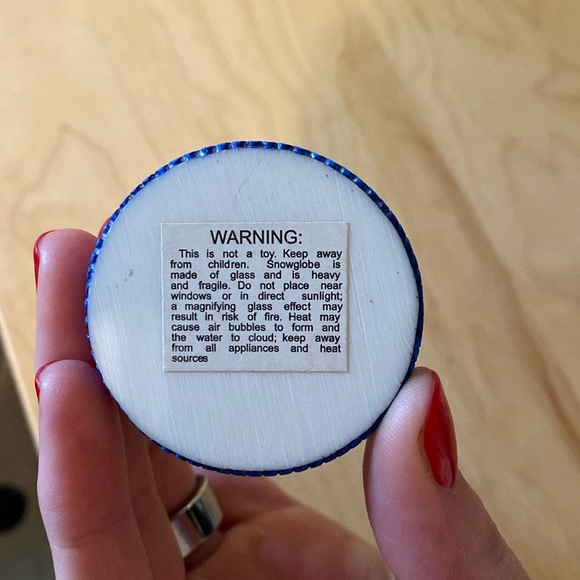 WARNING:
This is not a toy. Keep away
from children. Snowglobe is
made of glass and is heavy
and fragile. Do not place near
windows or in direct sunlight;
a magnifying glass effect may
result in risk of fire. Heat may
cause air bubbles to form and
the water to cloud; keep away
from all appliances and heat
sources